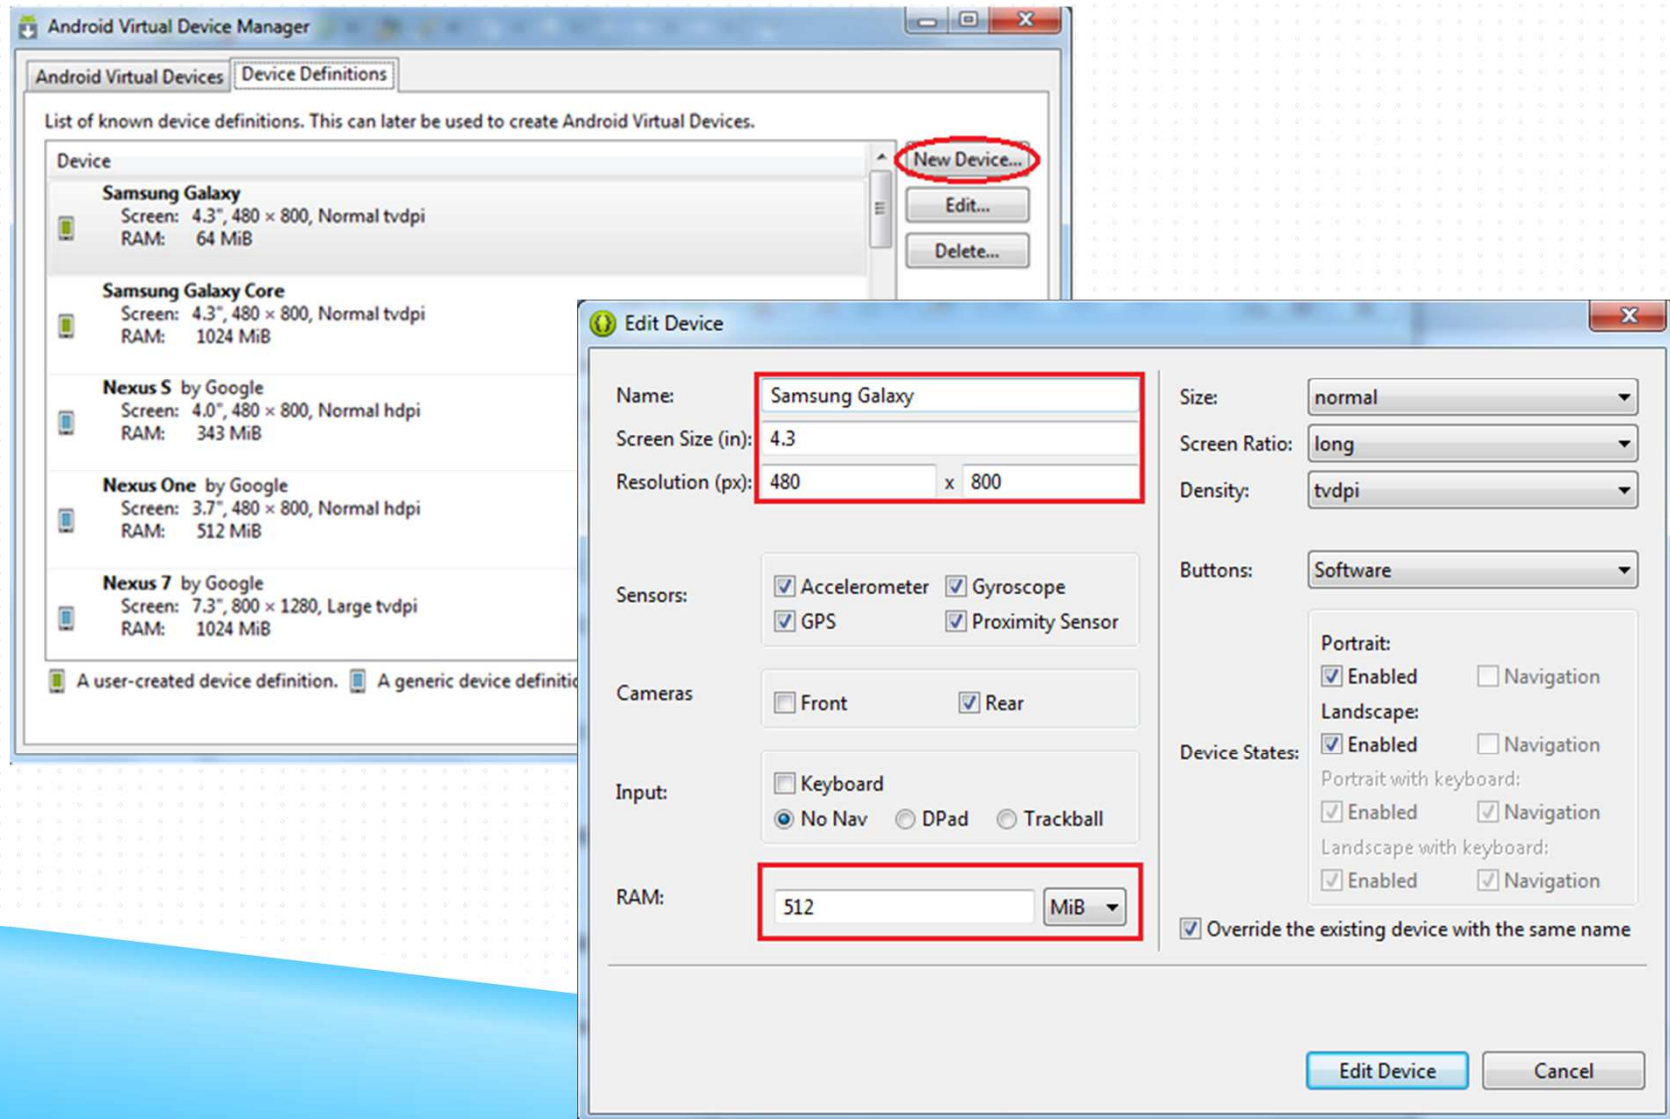 Android Virtual Device Manager
Android Virtual Devices Device Definitions
List of known device definitions. This can later be used to create Android Virtual Devices.
Device
New Device...
Edit...
Delete...
Samsung Galaxy
Screen: 4.3", 480 × 800, Normal tvdpi
RAM: 64 MiB
Samsung Galaxy Core
Screen: 4.3", 480 × 800, Normal tvdpi
RAM: 1024 MiB
Nexus S by Google
Screen: 4.0", 480 × 800, Normal hdpi
RAM: 343 MiB
Nexus One by Google
Screen: 3.7", 480 × 800, Normal hdpi
RAM: 512 MiB
Nexus 7 by Google
Screen: 7.3", 800 × 1280, Large tvdpi
RAM: 1024 MiB
A user-created device definition. A generic device definitio
Edit Device
Name: Samsung Galaxy
Screen Size (in): 4.3
Resolution (px): 480 x 800
Sensors:
Accelerometer Gyroscope
GPS Proximity Sensor
Cameras
Front Rear
Input:
Keyboard
No Nav DPad Trackball
RAM: 512 MiB
Size: normal
Screen Ratio: long
Density: tvdpi
Buttons: Software
Device States:
Portrait:
Enabled Navigation
Landscape:
Enabled Navigation
Portrait with keyboard:
Enabled Navigation
Landscape with keyboard:
Enabled Navigation
Override the existing device with the same name
Edit Device Cancel